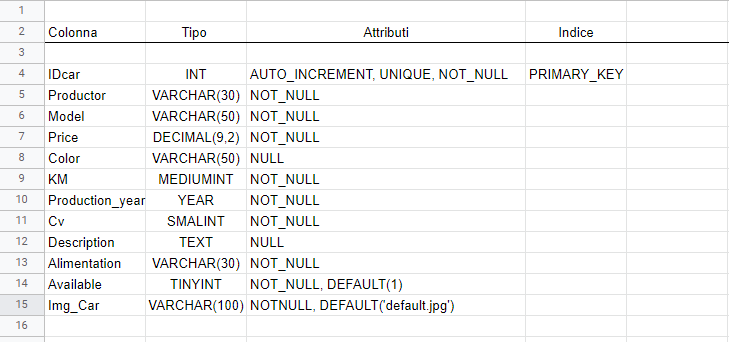 1
2 Colonna Tipo Attributi Indice
3
4 IDcar INT AUTO_INCREMENT, UNIQUE, NOT_NULL PRIMARY_KEY
5 Productor VARCHAR(30) NOT_NULL
6 Model VARCHAR(50) NOT_NULL
7 Price DECIMAL(9,2) NOT_NULL
8 Color VARCHAR(50) NULL
9 KM MEDIUMINT NOT_NULL
10 Production_year YEAR NOT_NULL
11 Cv SMALINT NOT_NULL
12 Description TEXT NULL
13 Alimentation VARCHAR(30) NOT_NULL
14 Available TINYINT NOT_NULL, DEFAULT(1)
15 Img_Car VARCHAR(100) NOTNULL, DEFAULT('default.jpg')
16